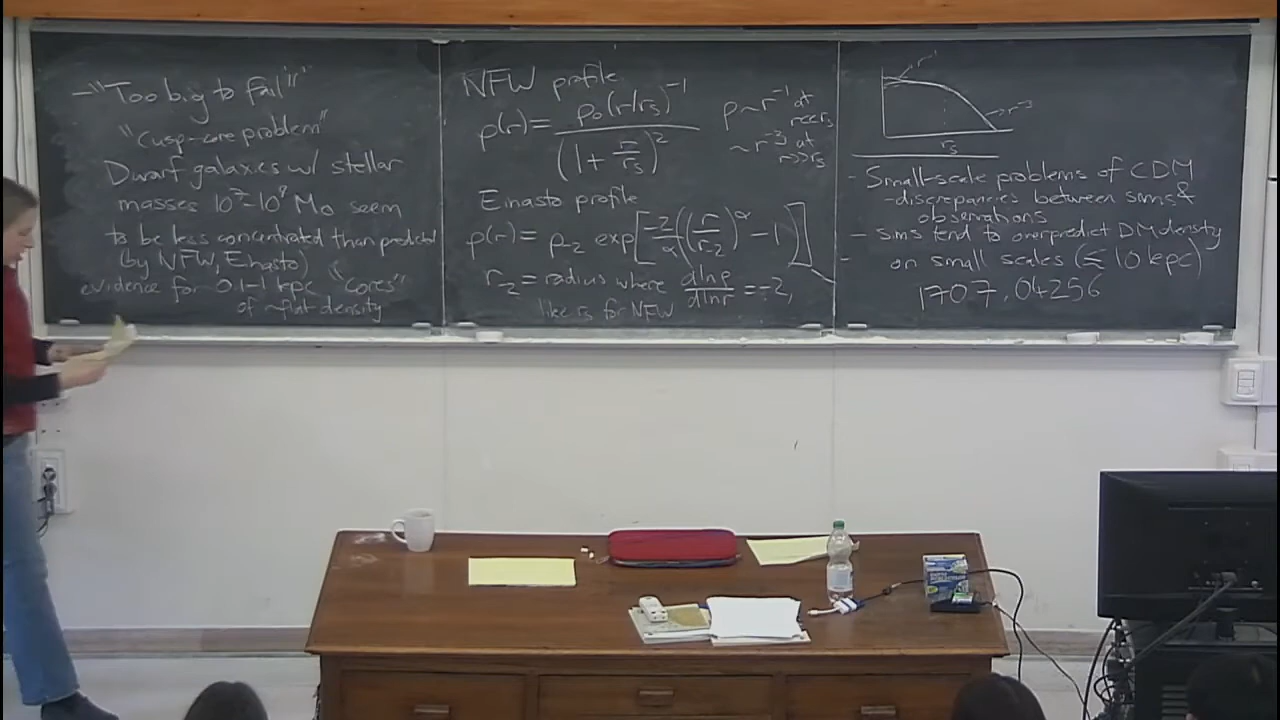 - "Too big to fail"
"Cusp-core problem"
Dwarf galaxies w/ stellar
masses 10⁷-10⁸ M⊙ seem
to be less concentrated than predicted
(by NFW, Einasto)
evidence for 0.1-1 kpc "cores"
of ~flat density
NFW profile
ρ(r) = ρ₀(r/rₛ)⁻¹ / (1 + r/rₛ)²
ρ ~ r⁻¹ at r<<rₛ
~ r⁻³ at r>>rₛ
Einasto profile
ρ(r) = ρ₋₂ exp[-2/α((r/r₋₂)^α - 1)]
r₋₂ = radius where dlnρ/dlnr = -2,
like rₛ for NFW
r⁻¹
r⁻³
rₛ
- Small-scale problems of CDM
- discrepancies between sims &
observations
- sims tend to overpredict DM density
on small scales (≲ 10 kpc)
1707.04256